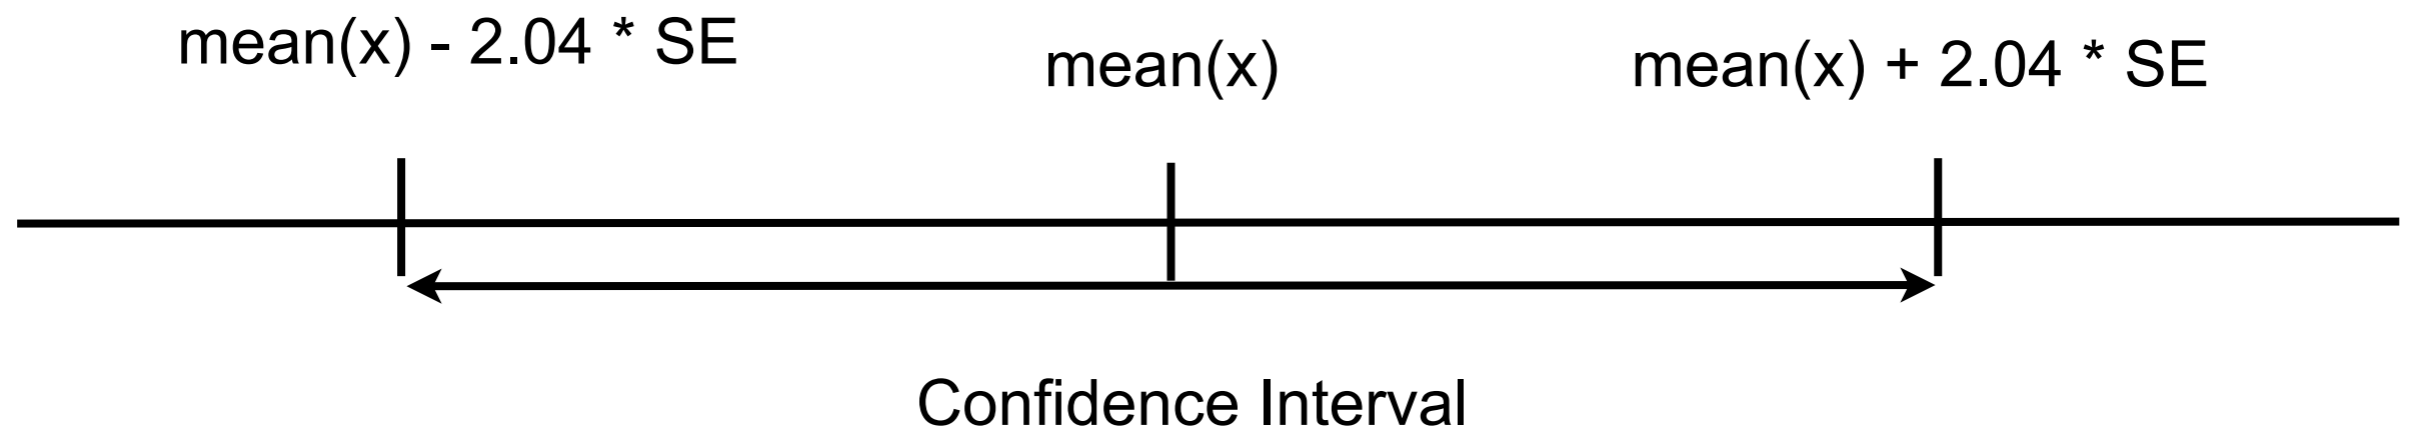 mean(x) - 2.04 * SE
mean(x)
mean(x) + 2.04 * SE
Confidence Interval